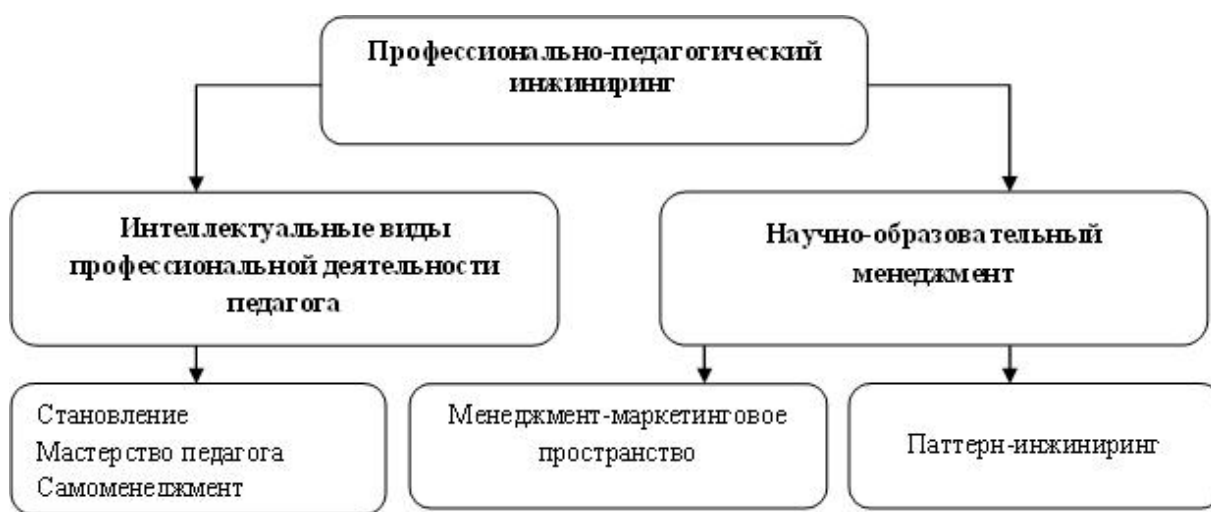 Профессионально-педагогический
инжиниринг
Интеллектуальные виды
профессиональной деятельности
педагога
Научно-образовательный
менеджмент
Становление
Мастерство педагога
Самоменеджмент
Менеджмент-маркетинговое
пространство
Паттерн-инжиниринг